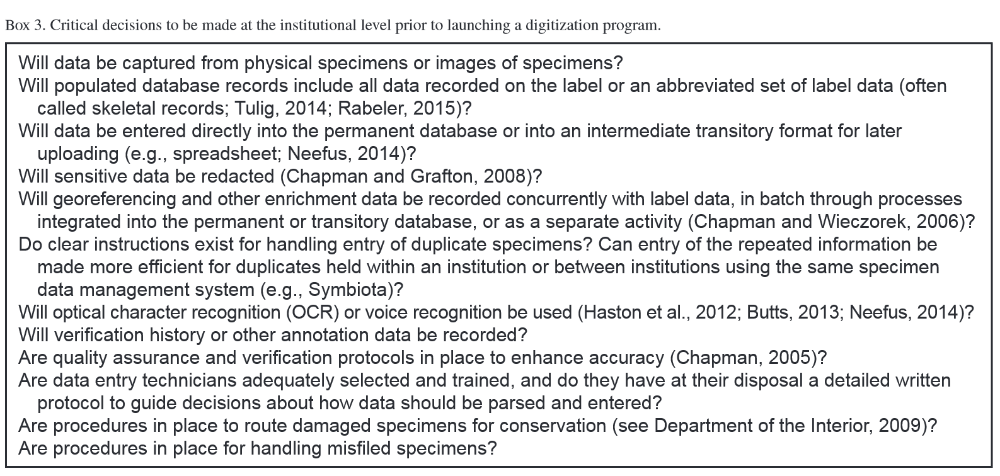 Box 3. Critical decisions to be made at the institutional level prior to launching a digitization program.
Will data be captured from physical specimens or images of specimens?
Will populated database records include all data recorded on the label or an abbreviated set of label data (often
called skeletal records; Tulig, 2014; Rabeler, 2015)?
Will data be entered directly into the permanent database or into an intermediate transitory format for later
uploading (e.g., spreadsheet; Neefus, 2014)?
Will sensitive data be redacted (Chapman and Grafton, 2008)?
Will georeferencing and other enrichment data be recorded concurrently with label data, in batch through processes
integrated into the permanent or transitory database, or as a separate activity (Chapman and Wieczorek, 2006)?
Do clear instructions exist for handling entry of duplicate specimens? Can entry of the repeated information be
made more efficient for duplicates held within an institution or between institutions using the same specimen
data management system (e.g., Symbiota)?
Will optical character recognition (OCR) or voice recognition be used (Haston et al., 2012; Butts, 2013; Neefus, 2014)?
Will verification history or other annotation data be recorded?
Are quality assurance and verification protocols in place to enhance accuracy (Chapman, 2005)?
Are data entry technicians adequately selected and trained, and do they have at their disposal a detailed written
protocol to guide decisions about how data should be parsed and entered?
Are procedures in place to route damaged specimens for conservation (see Department of the Interior, 2009)?
Are procedures in place for handling misfiled specimens?